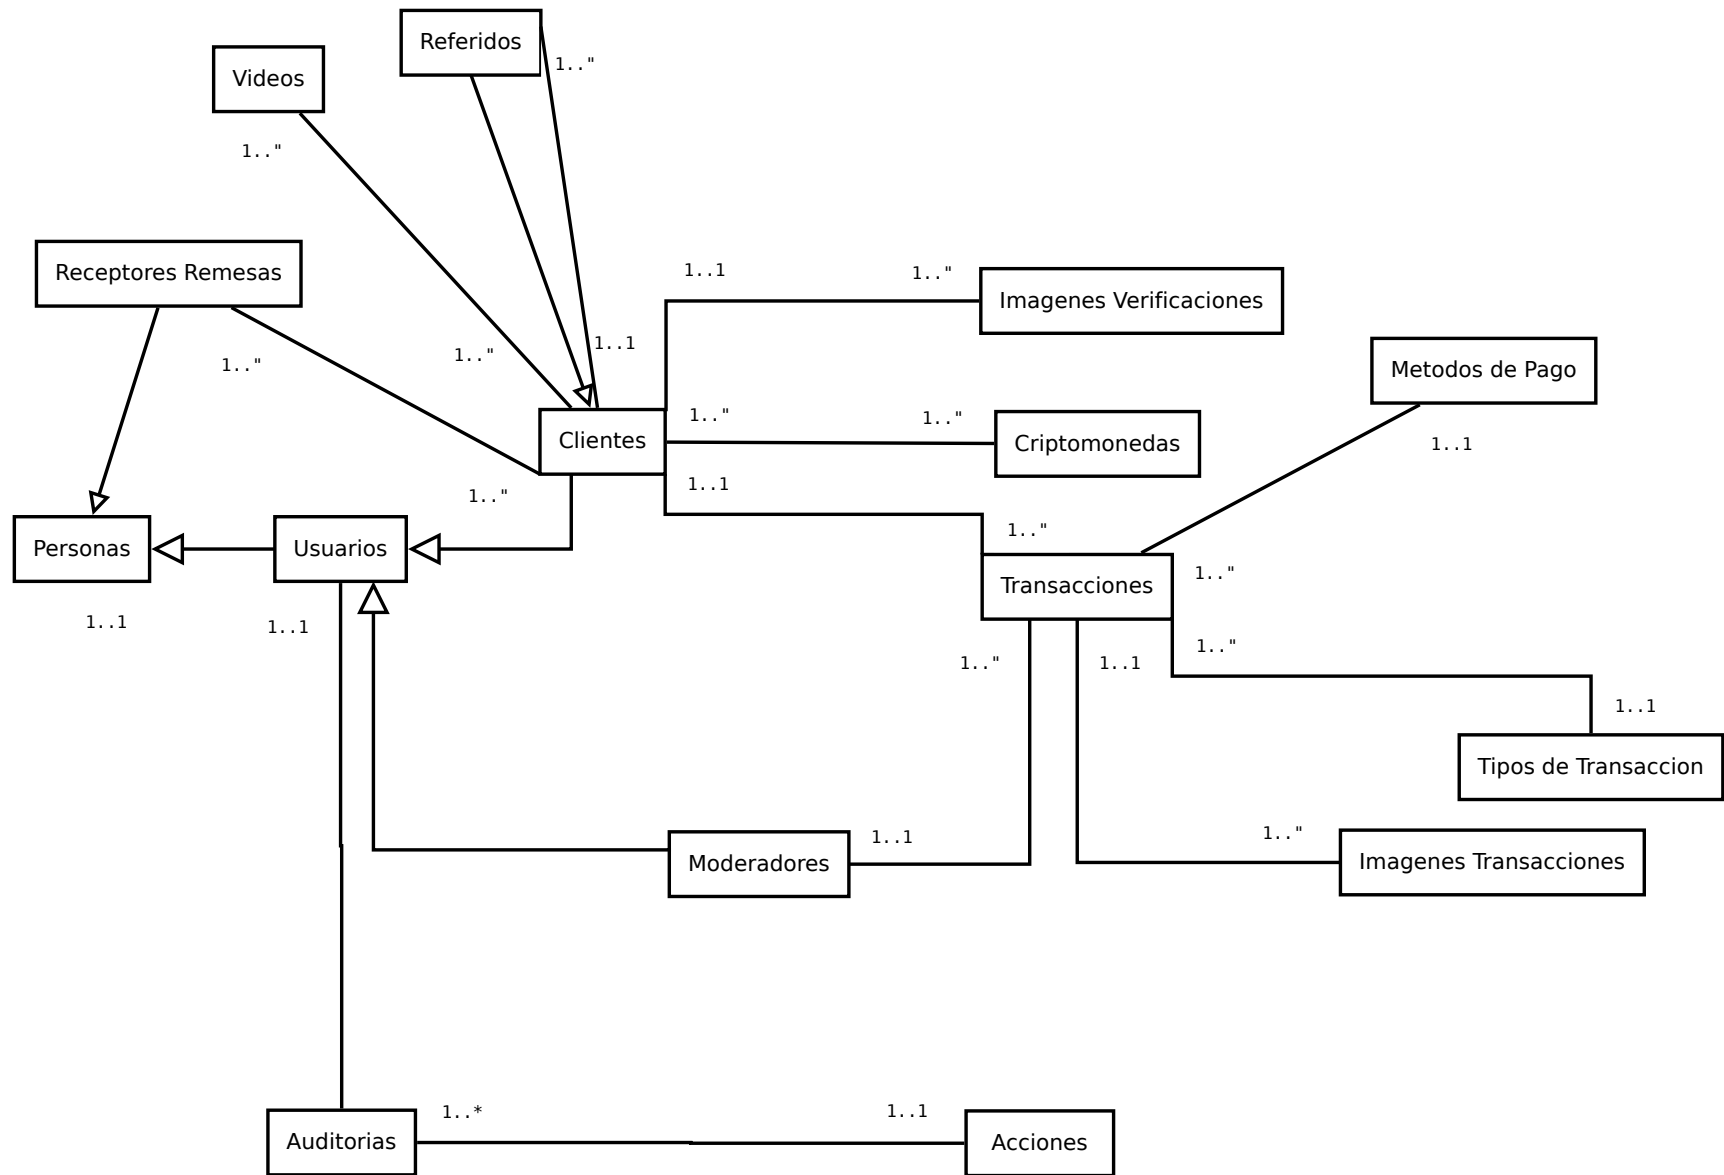 Referidos
1.."
Videos
1.."
Receptores Remesas
1..1
1.."
Imagenes Verificaciones
1..1
1.."
1.."
Metodos de Pago
1.."
1.."
Clientes
Criptomonedas
1..1
1..1
1.."
1.."
Personas
Usuarios
1.."
Transacciones
1..1
1..1
1.."
1.."
1..1
1..1
Tipos de Transaccion
1.."
1..1
Moderadores
Imagenes Transacciones
1..*
1..1
Auditorias
Acciones